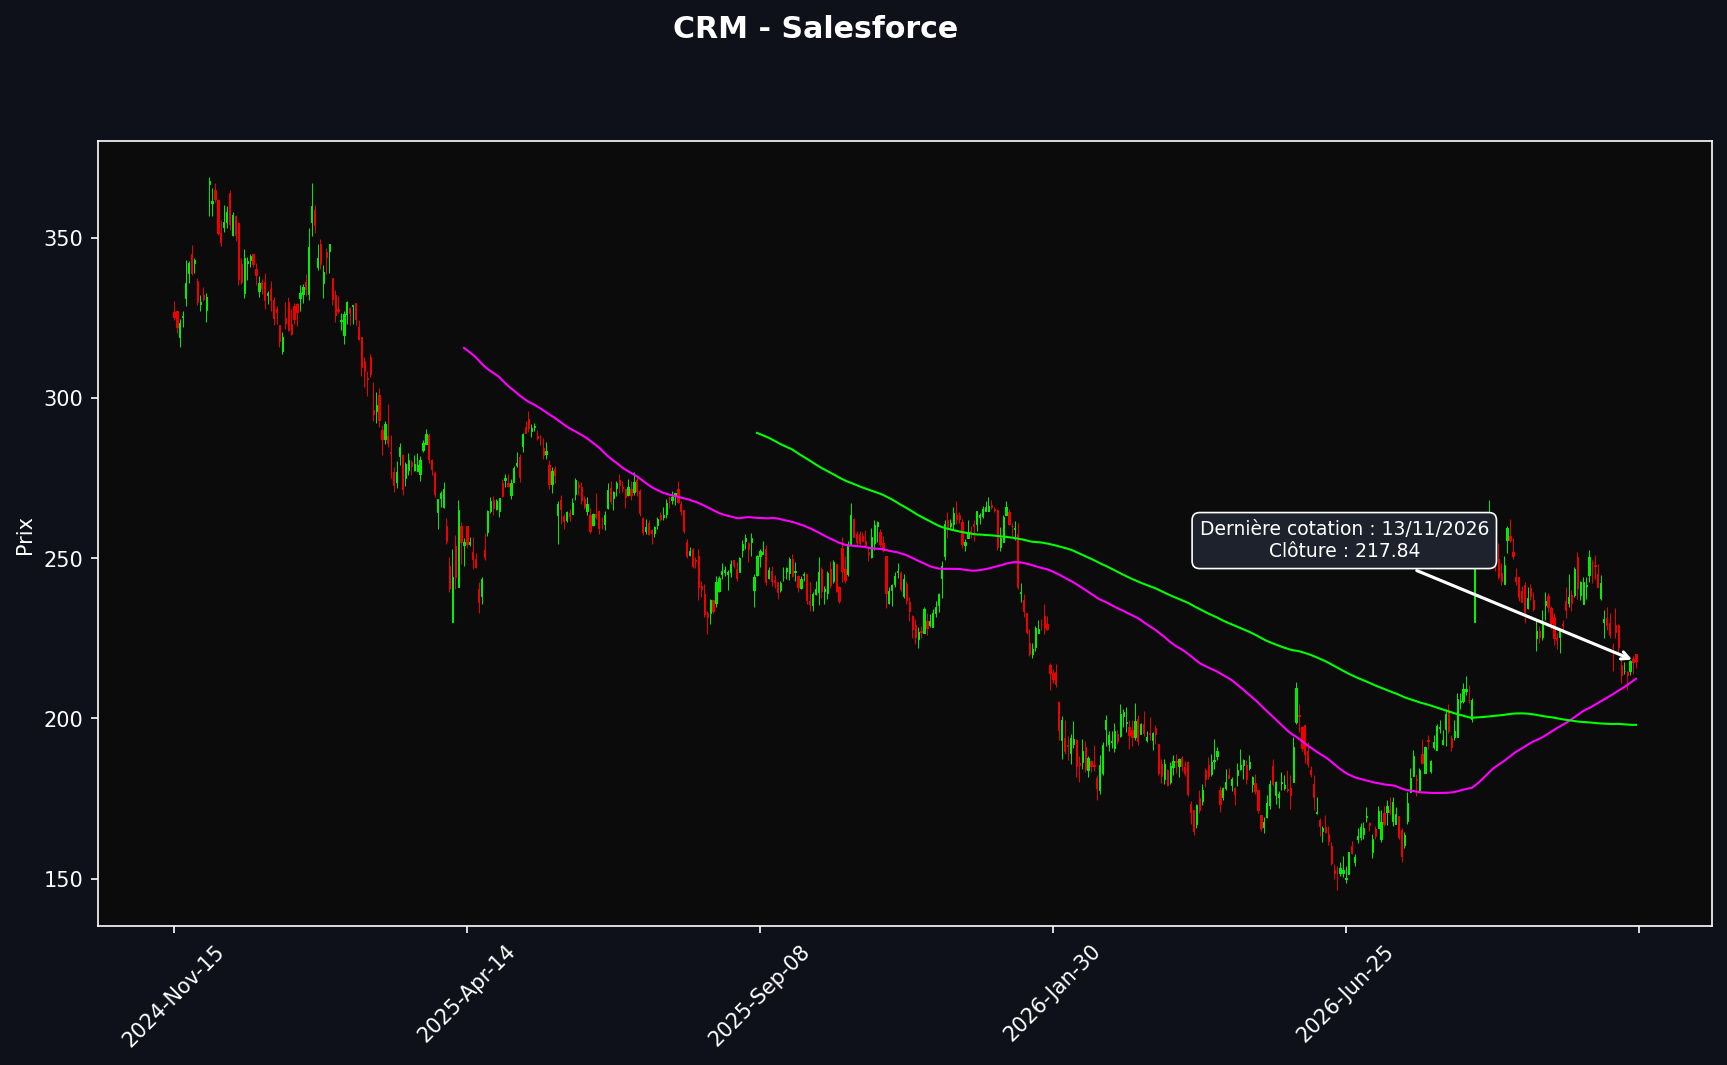 CRM - Salesforce
Prix
350
300
250
200
150
Dernière cotation : 13/11/2026
Clôture : 217.84
2024-Nov-15
2025-Apr-14
2025-Sep-08
2026-Jan-30
2026-Jun-25